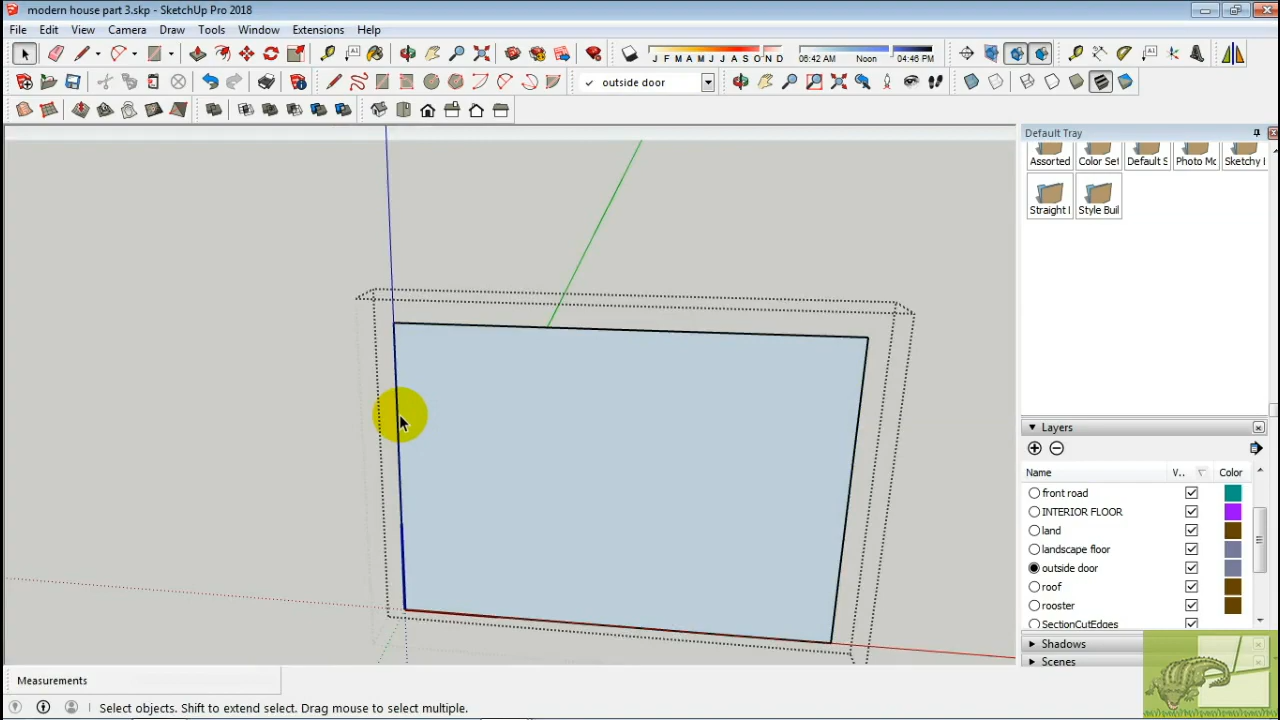 modern house part 3.skp - SketchUp Pro 2018
File Edit View Camera Draw Tools Window Extensions Help
J F M A M J J A S O N D
06:42 AM Noon 04:46 PM
outside door
Default Tray
Assorted Color Set Default S Photo Mo Sketchy I
Straight I Style Buil
Layers
Name V.. Color
front road
INTERIOR FLOOR
land
landscape floor
outside door
roof
rooster
SectionCutEdges
Shadows
Scenes
Measurements
Select objects. Shift to extend select. Drag mouse to select multiple.